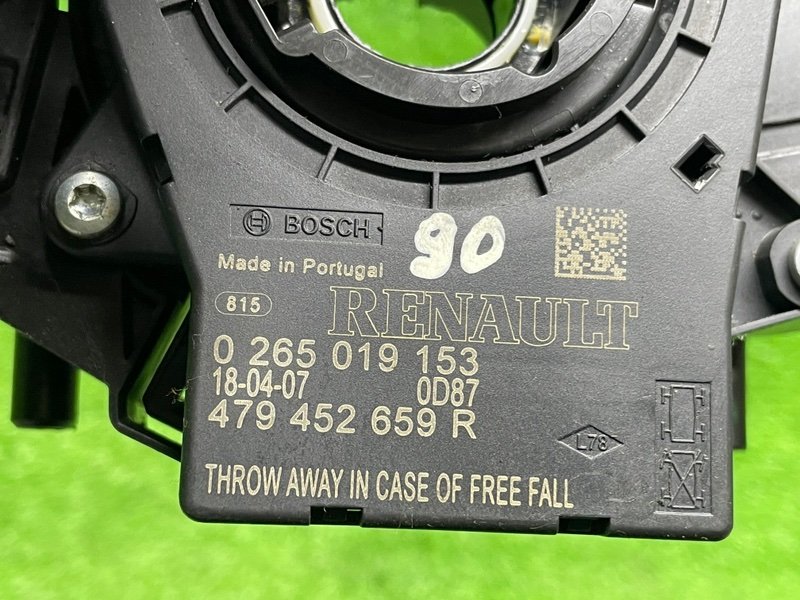 BOSCH
90
Made in Portugal
815
RENAULT
0 265 019 153
18-04-07 0D87
479 452 659 R
L78
THROW AWAY IN CASE OF FREE FALL